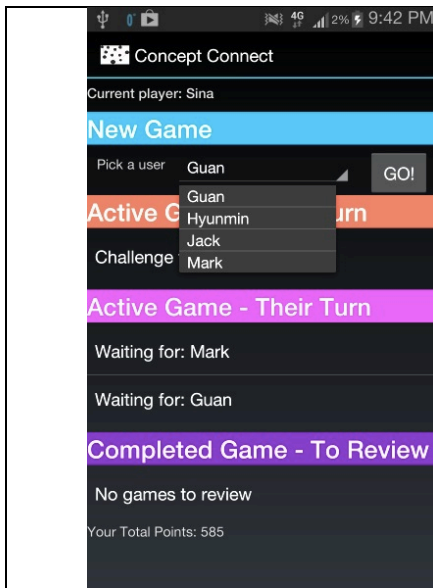 4G 2% 9:42 PM
Concept Connect
Current player: Sina
New Game
Pick a user Guan GO!
Guan
Hyunmin
Jack
Mark
Active G urn
Challenge
Active Game - Their Turn
Waiting for: Mark
Waiting for: Guan
Completed Game - To Review
No games to review
Your Total Points: 585